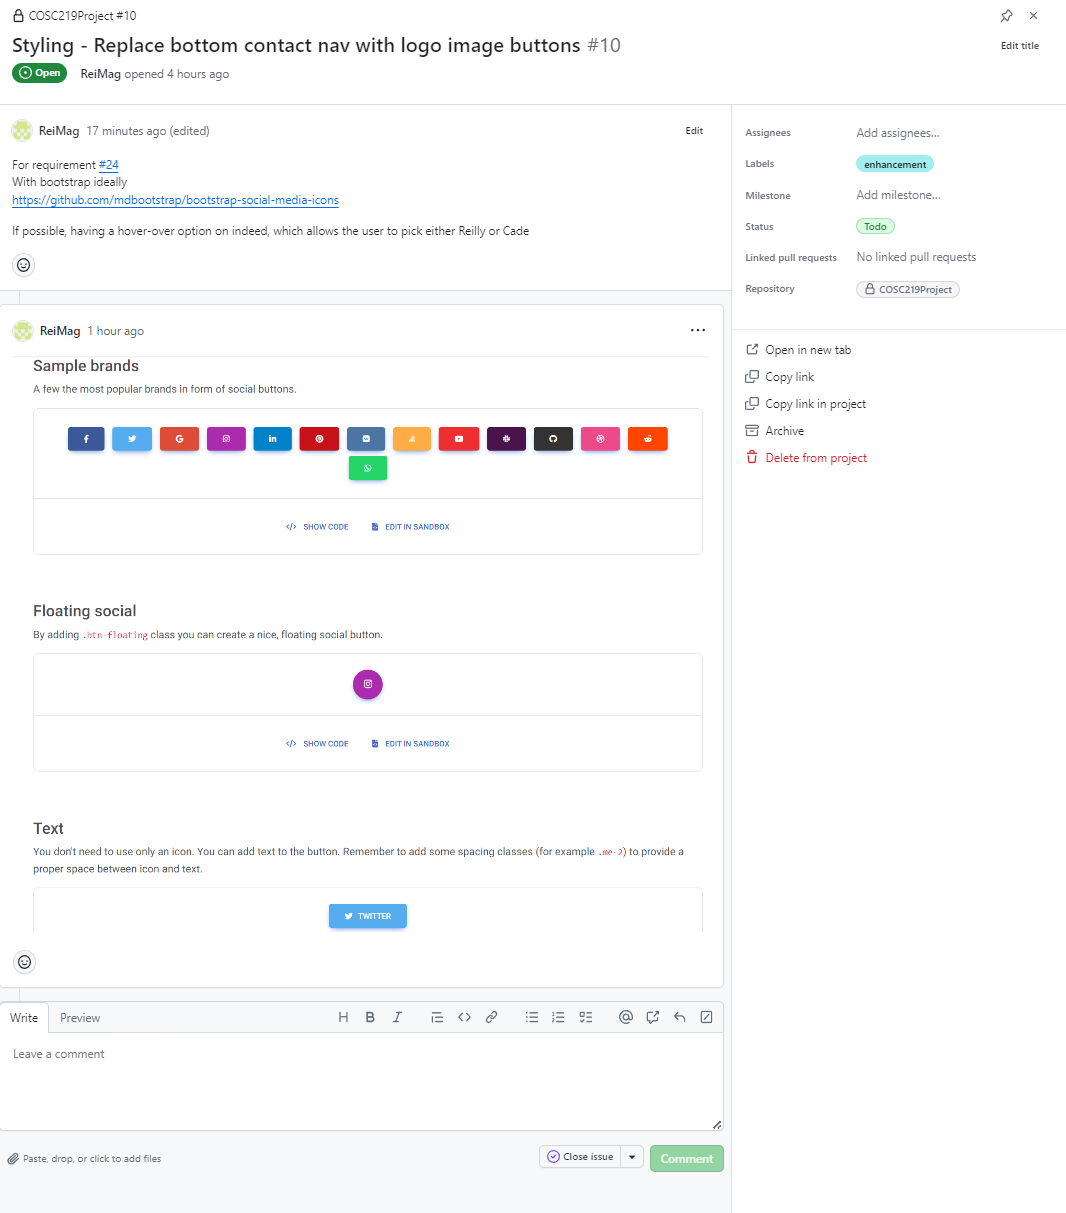 COSC219Project #10
Styling - Replace bottom contact nav with logo image buttons #10
Edit title
Open
ReiMag opened 4 hours ago
ReiMag 17 minutes ago (edited)
Edit
For requirement #24
With bootstrap ideally
https://github.com/mdbootstrap/bootstrap-social-media-icons
If possible, having a hover-over option on indeed, which allows the user to pick either Reilly or Cade
ReiMag 1 hour ago
Sample brands
A few the most popular brands in form of social buttons.
SHOW CODE EDIT IN SANDBOX
Floating social
By adding .btn-floating class you can create a nice, floating social button.
SHOW CODE EDIT IN SANDBOX
Text
You don't need to use only an icon. You can add text to the button. Remember to add some spacing classes (for example .me-2) to provide a
proper space between icon and text.
TWITTER
Write Preview
Leave a comment
Paste, drop, or click to add files
Close issue
Comment
Assignees Add assignees...
Labels enhancement
Milestone Add milestone...
Status Todo
Linked pull requests No linked pull requests
Repository COSC219Project
Open in new tab
Copy link
Copy link in project
Archive
Delete from project